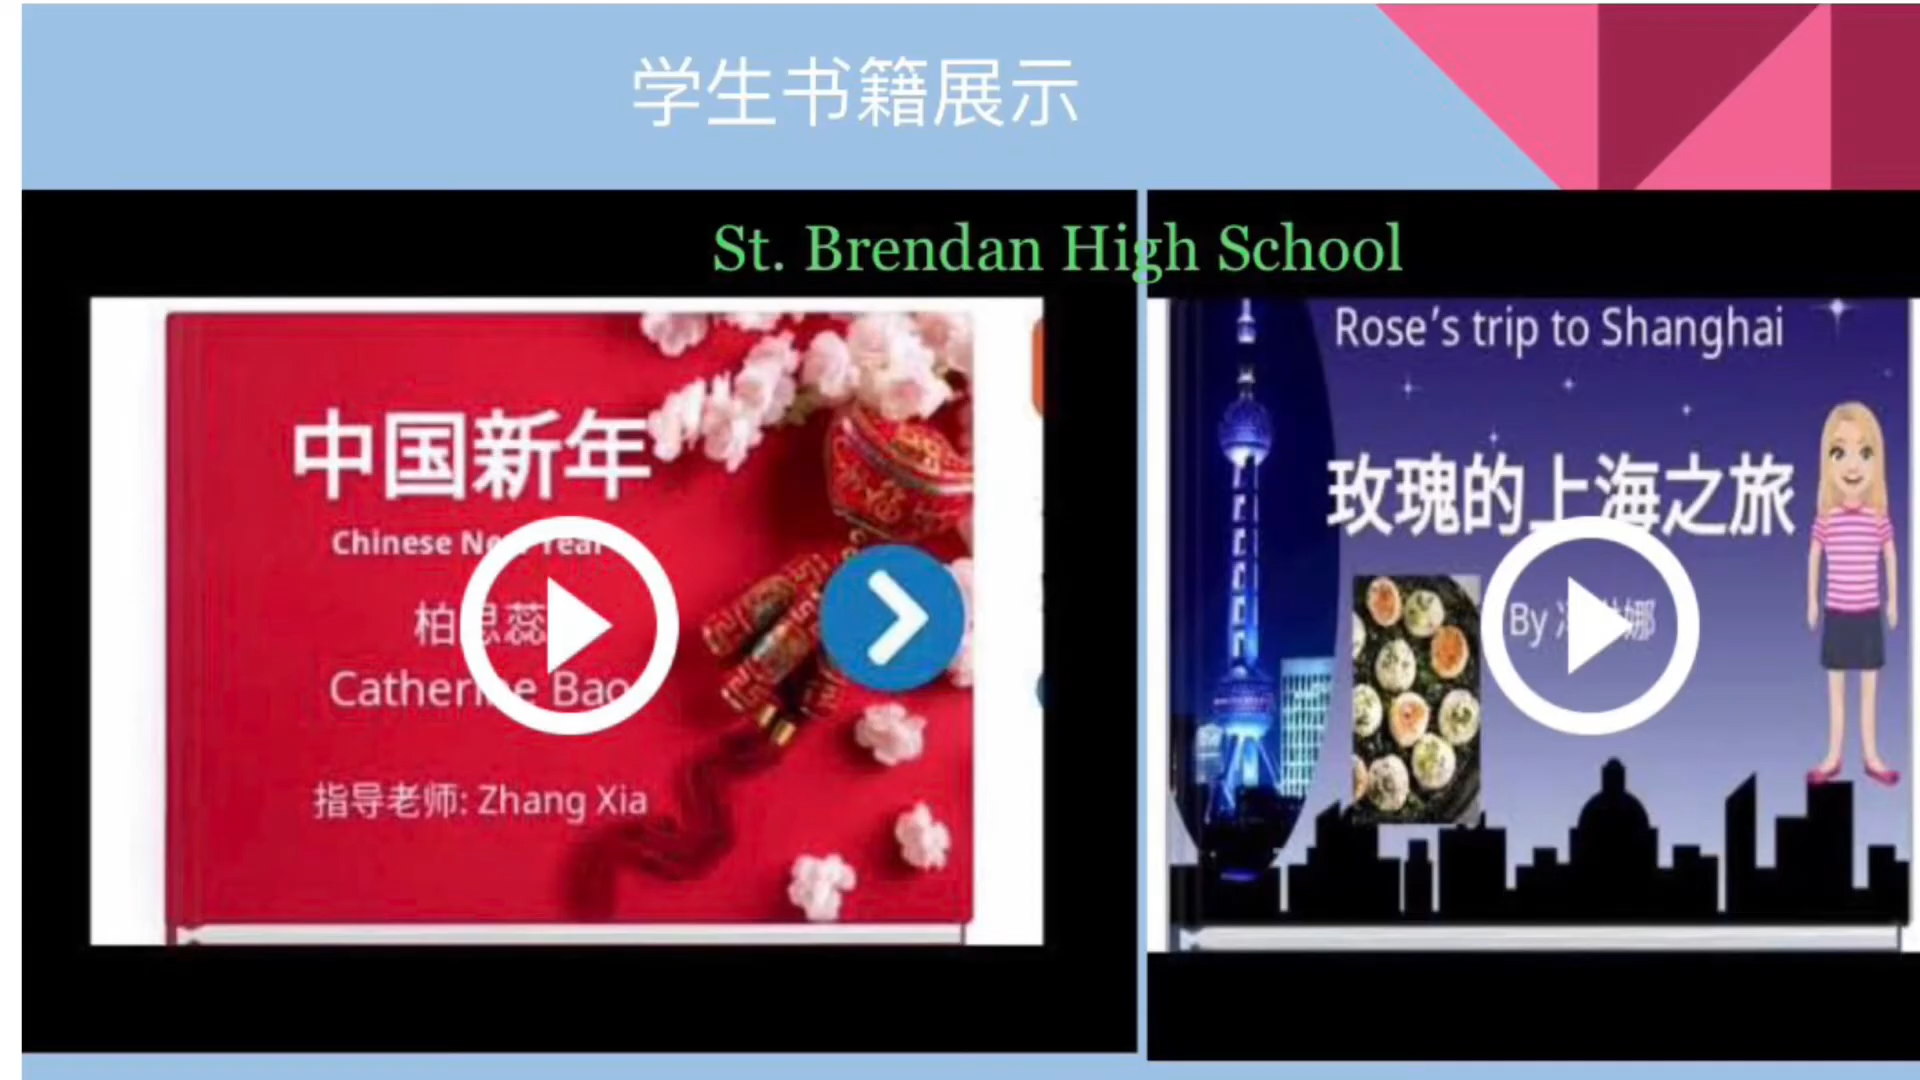 学生书籍展示
St. Brendan High School
中国新年
Chinese New Year
柏思蕊
Catherine Bao
指导老师: Zhang Xia
Rose’s trip to Shanghai
玫瑰的上海之旅
By 娜